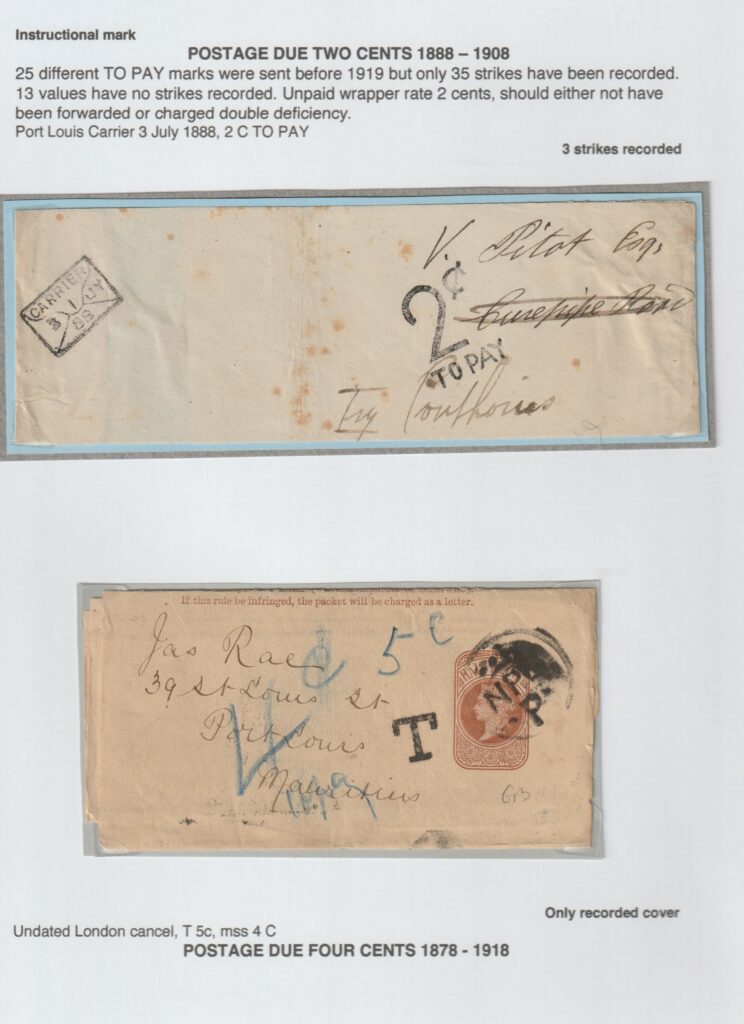 Instructional mark
POSTAGE DUE TWO CENTS 1888 – 1908
25 different TO PAY marks were sent before 1919 but only 35 strikes have been recorded.
13 values have no strikes recorded. Unpaid wrapper rate 2 cents, should either not have
been forwarded or charged double deficiency.
Port Louis Carrier 3 July 1888, 2 C TO PAY
3 strikes recorded
V. Pitot Esq.
CARRIER
3 JY
88
2 c
Curepipe Road
TO PAY
Try
If this rule be infringed, the packet will be charged as a letter.
5 c
Jas Rae
39 St Louis St
Port Louis
T
Mauritius
NP
P
GB
Only recorded cover
Undated London cancel, T 5c, mss 4 C
POSTAGE DUE FOUR CENTS 1878 - 1918